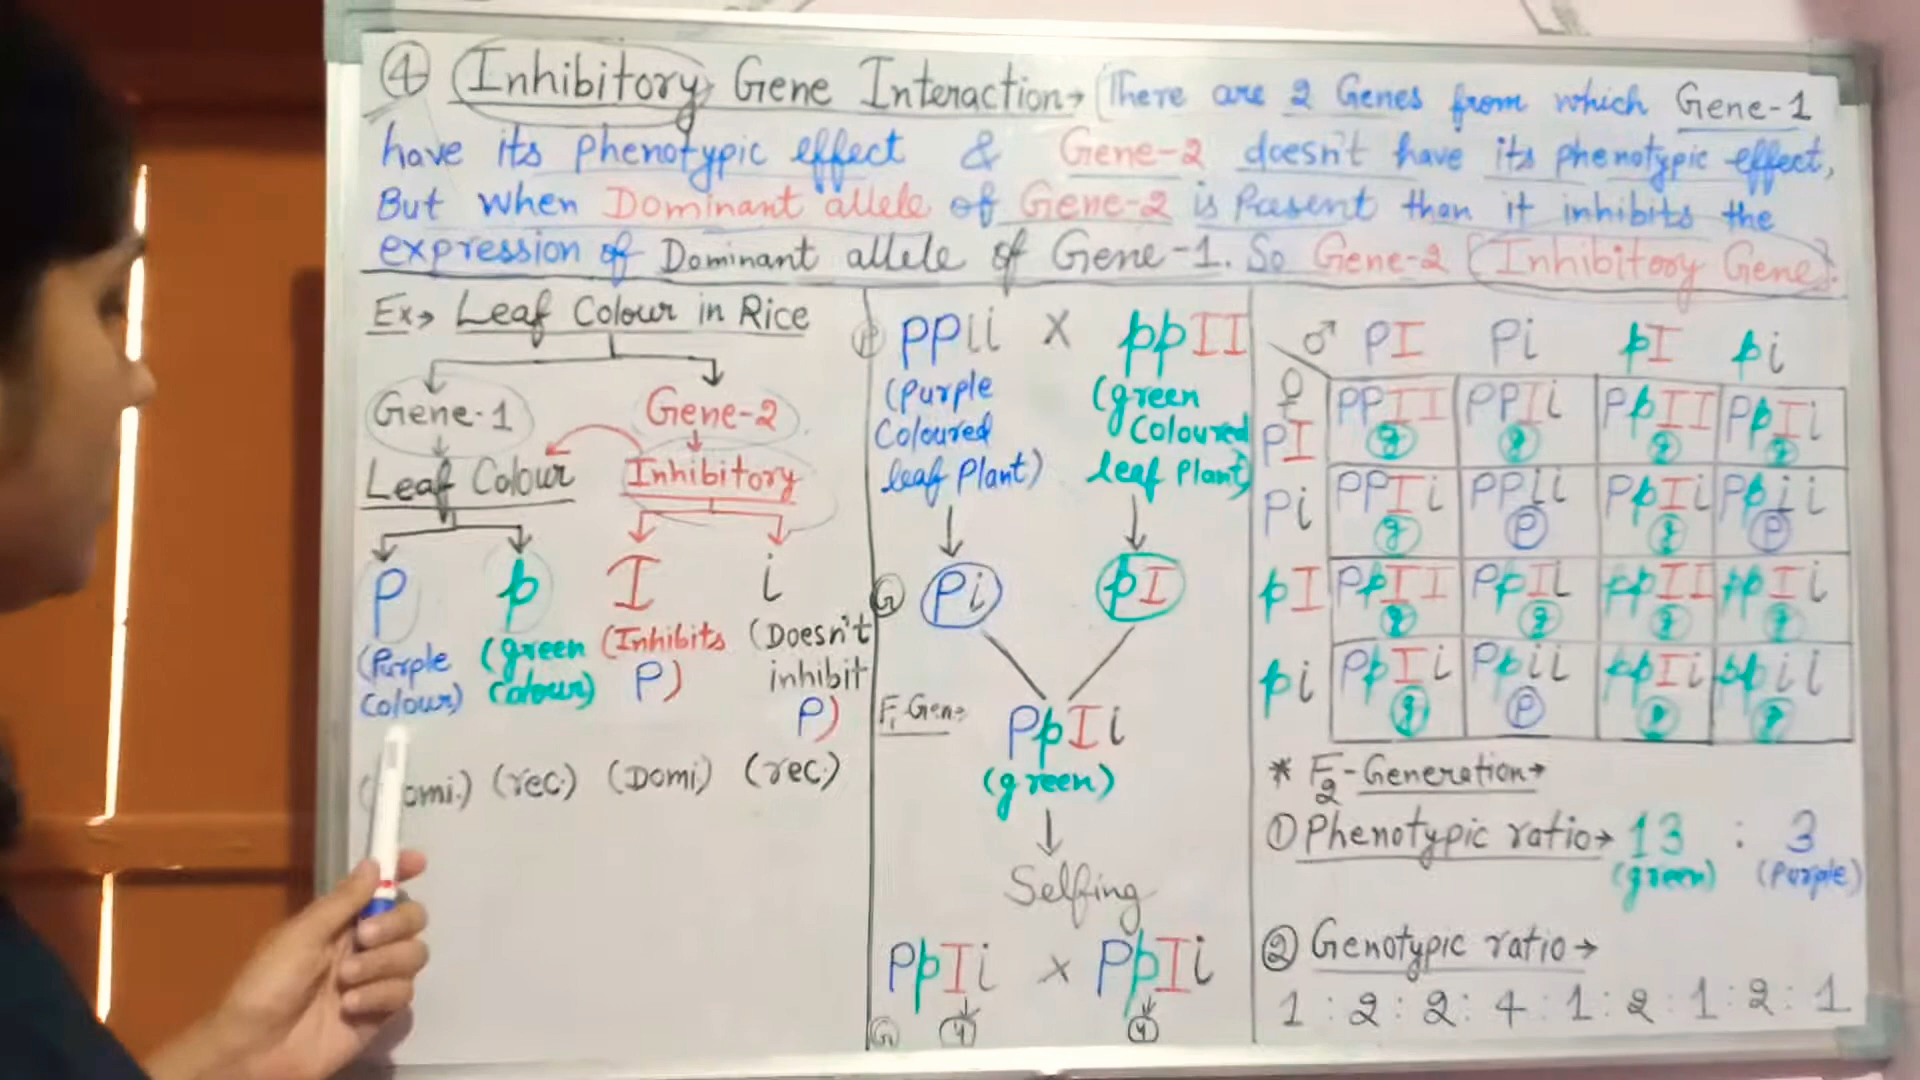 ④ Inhibitory Gene Interaction → (There are 2 Genes from which Gene-1
have its phenotypic effect & Gene-2 doesn't have its phenotypic effect,
But when Dominant allele of Gene-2 is Parsent than it inhibits the
expression of Dominant allele of Gene-1. So Gene-2 (Inhibitory Gene).
Ex→ Leaf Colour in Rice
Gene-1 Gene-2
Leaf Colour Inhibitory
P p I i
(Purple Colour) (green Colour) (Inhibits P) (Doesn't inhibit P)
omi.) (rec.) (Domi) (rec.)
PPii X ppII
(Purple
Coloured
leaf Plant)
(green
Coloured
leaf Plant)
G Pi pI
F₁ Gen→ PpIi
(green)
Selfing
PpIi × PpIi
G 4 4
♂ PI Pi pI pi
♀
PI PPII g PPIi g PpII g PpIi g
Pi PPIi g PPii P PpIi g Ppii P
pI PpII g PpIi g ppII g ppIi g
pi PpIi g Ppii P ppIi g ppii g
* F2-Generation→
① Phenotypic ratio→ 13 : 3
(green) (Purple)
② Genotypic ratio→
1 : 2 : 2 : 4 : 1 : 2 : 1 : 2 : 1